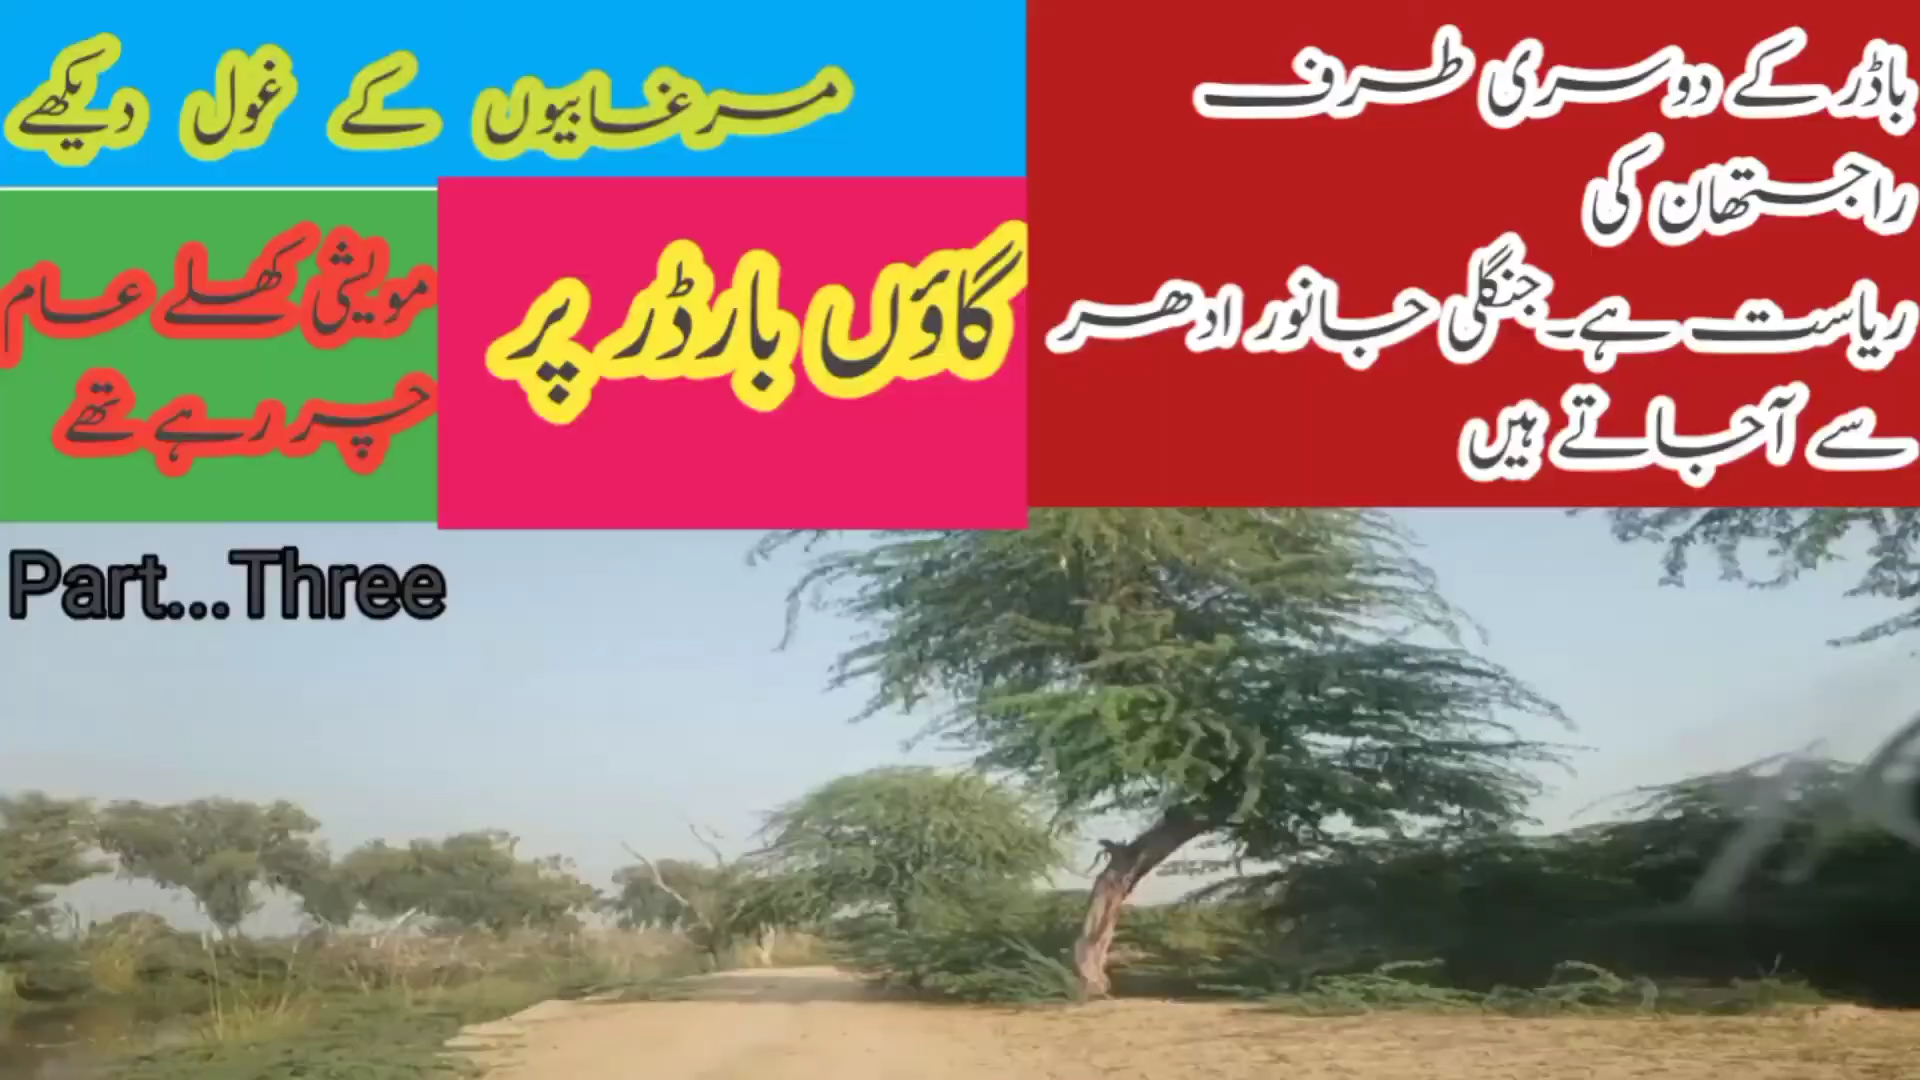 مرغابیوں کے غول دیکھے
باڈر کے دوسری طرف
راجستھان کی
ریاست ہے۔جنگلی جانور ادھر
سے آجاتے ہیں
گاؤں بارڈر پر
مویشی کھلے عام
چر رہے تھے
Part...Three